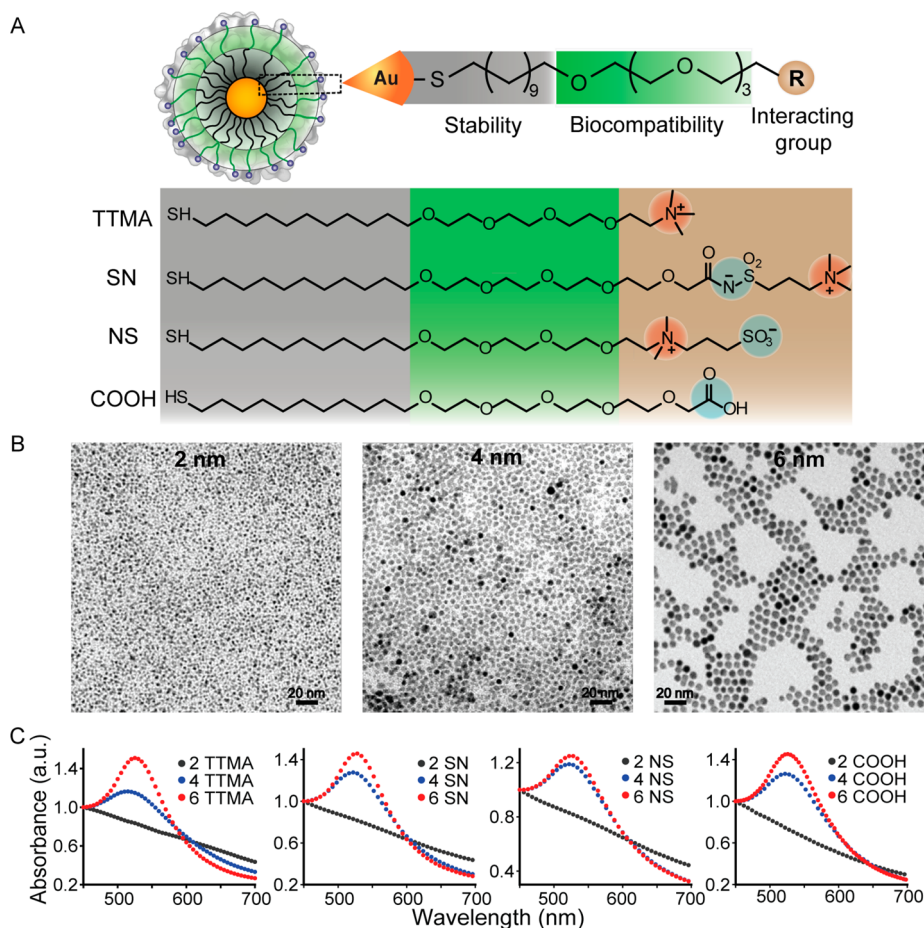 A
Au
S
9
O
O
3
R
Stability
Biocompatibility
Interacting
group
TTMA
SH
O
O
O
O
N
+
SN
SH
O
O
O
O
O
O
N
−
S
O2
N
+
NS
SH
O
O
O
O
N
+
SO3−
COOH
HS
O
O
O
O
O
O
OH
B
2 nm
4 nm
6 nm
20 nm
20 nm
20 nm
C
Absorbance (a.u.)
1.4
1.0
0.6
0.2
2 TTMA
4 TTMA
6 TTMA
500
600
700
1.4
1.0
0.6
0.2
2 SN
4 SN
6 SN
500
600
700
1.2
0.8
0.4
2 NS
4 NS
6 NS
500
600
700
1.4
1.0
0.6
0.2
2 COOH
4 COOH
6 COOH
500
600
700
Wavelength (nm)